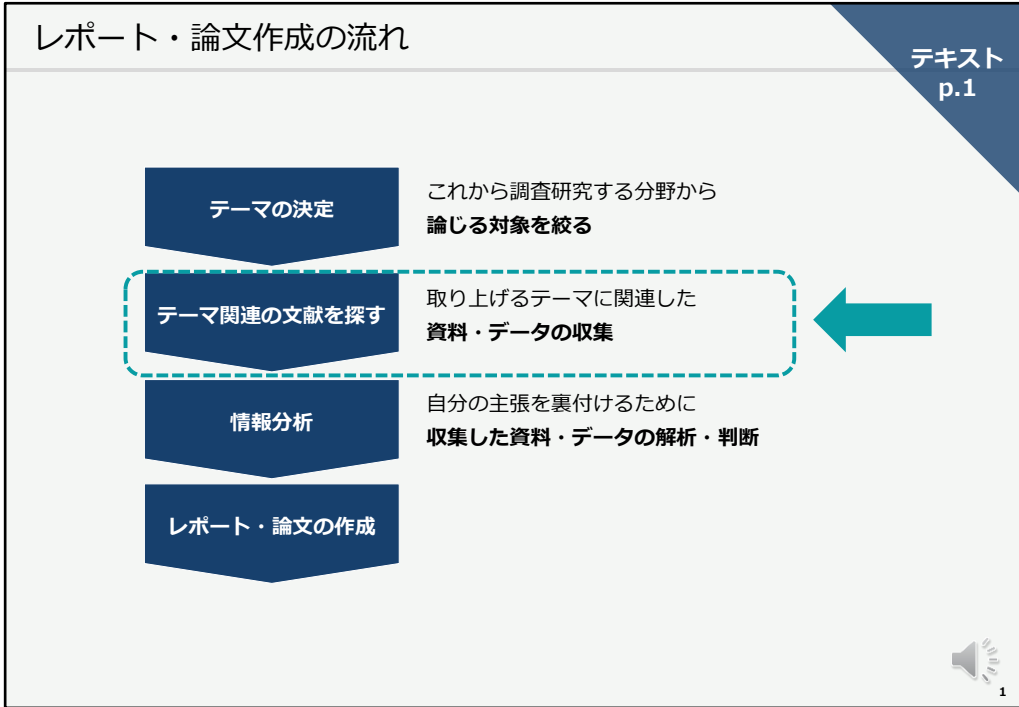 レポート・論文作成の流れ
テキスト
p.1
テーマの決定
これから調査研究する分野から
論じる対象を絞る
テーマ関連の文献を探す
取り上げるテーマに関連した
資料・データの収集
情報分析
自分の主張を裏付けるために
収集した資料・データの解析・判断
レポート・論文の作成
1